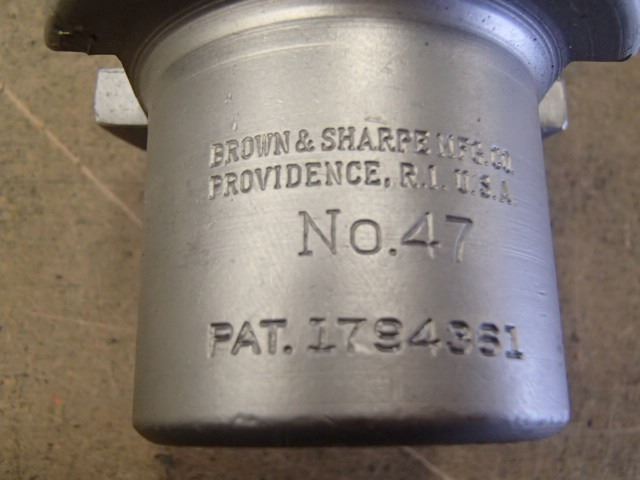 BROWN & SHARPE MFG. CO.
PROVIDENCE, R.I. U.S.A.
No. 47
PAT. 1794361